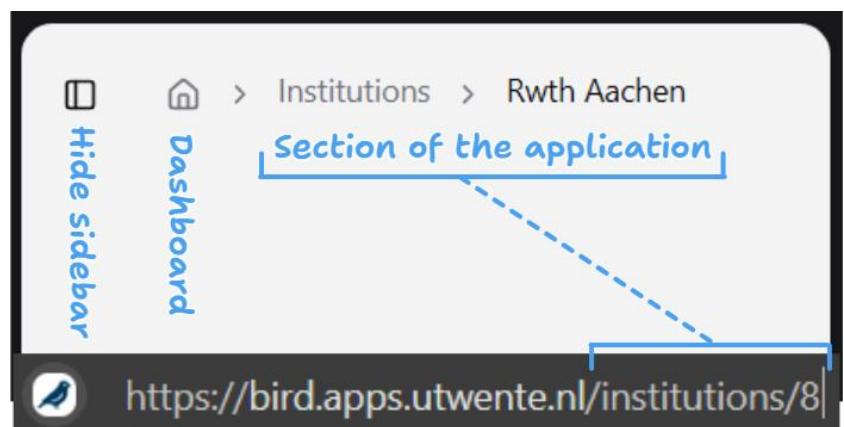 Institutions > Rwth Aachen
Section of the application
Hide sidebar
Dashboard
https://bird.apps.utwente.nl/institutions/8